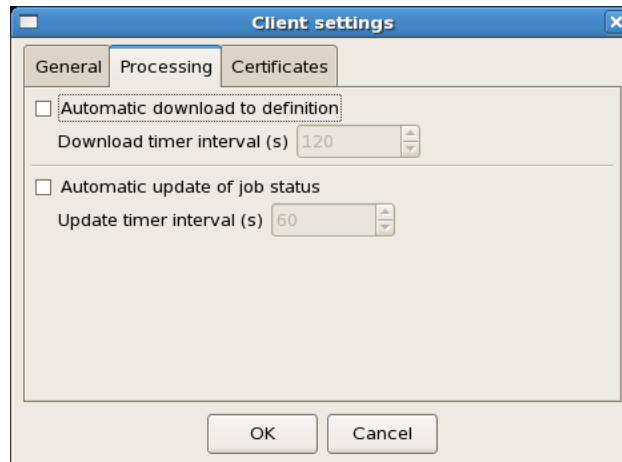 Client settings
General Processing Certificates
Automatic download to definition
Download timer interval (s) 120
Automatic update of job status
Update timer interval (s) 60
OK Cancel